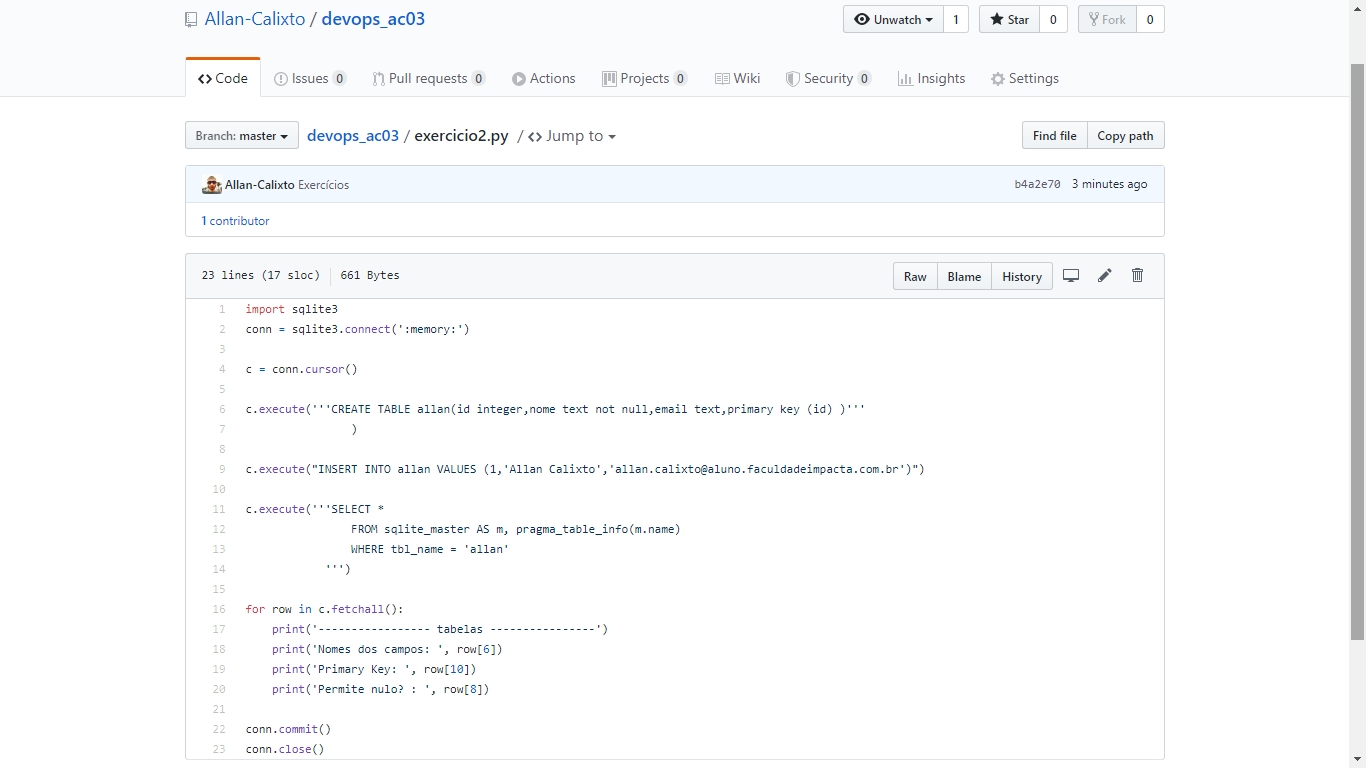 Allan-Calixto / devops_ac03
Unwatch 1 Star 0 Fork 0
Code Issues 0 Pull requests 0 Actions Projects 0 Wiki Security 0 Insights Settings
Branch: master devops_ac03 / exercicio2.py / <> Jump to Find file Copy path
Allan-Calixto Exercícios b4a2e70 3 minutes ago
1 contributor
23 lines (17 sloc) 661 Bytes Raw Blame History
1 import sqlite3
2 conn = sqlite3.connect(':memory:')
3
4 c = conn.cursor()
5
6 c.execute('''CREATE TABLE allan(id integer,nome text not null,email text,primary key (id) )'''
7 )
8
9 c.execute("INSERT INTO allan VALUES (1,'Allan Calixto','allan.calixto@aluno.faculdadeimpacta.com.br')")
10
11 c.execute('''SELECT *
12 FROM sqlite_master AS m, pragma_table_info(m.name)
13 WHERE tbl_name = 'allan'
14 ''')
15
16 for row in c.fetchall():
17 print('----------------- tabelas ----------------')
18 print('Nomes dos campos: ', row[6])
19 print('Primary Key: ', row[10])
20 print('Permite nulo? : ', row[8])
21
22 conn.commit()
23 conn.close()